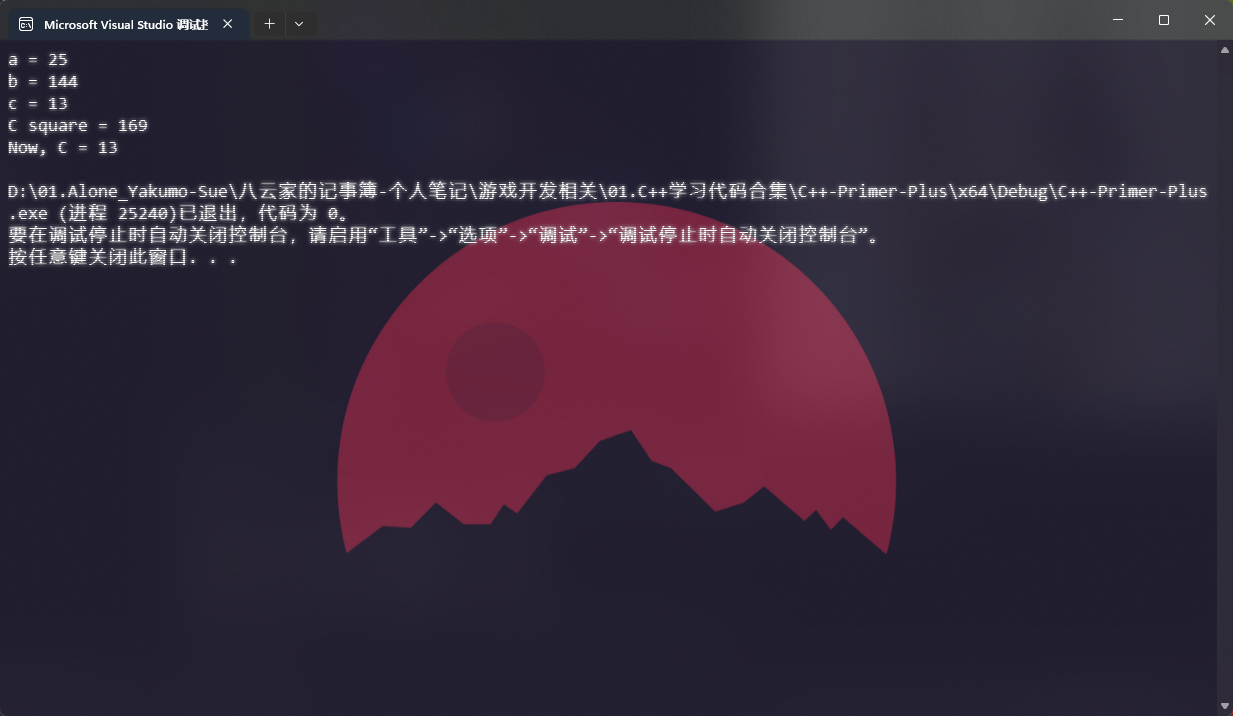 Microsoft Visual Studio 调试
a = 25
b = 144
c = 13
C square = 169
Now, C = 13
D:\01.Alone_Yakumo-Sue\八云家的记事簿-个人笔记\游戏开发相关\01.C++学习代码合集\C++-Primer-Plus\x64\Debug\C++-Primer-Plus
.exe (进程 25240)已退出，代码为 0。
要在调试停止时自动关闭控制台，请启用“工具”->“选项”->“调试”->“调试停止时自动关闭控制台”。
按任意键关闭此窗口. . .